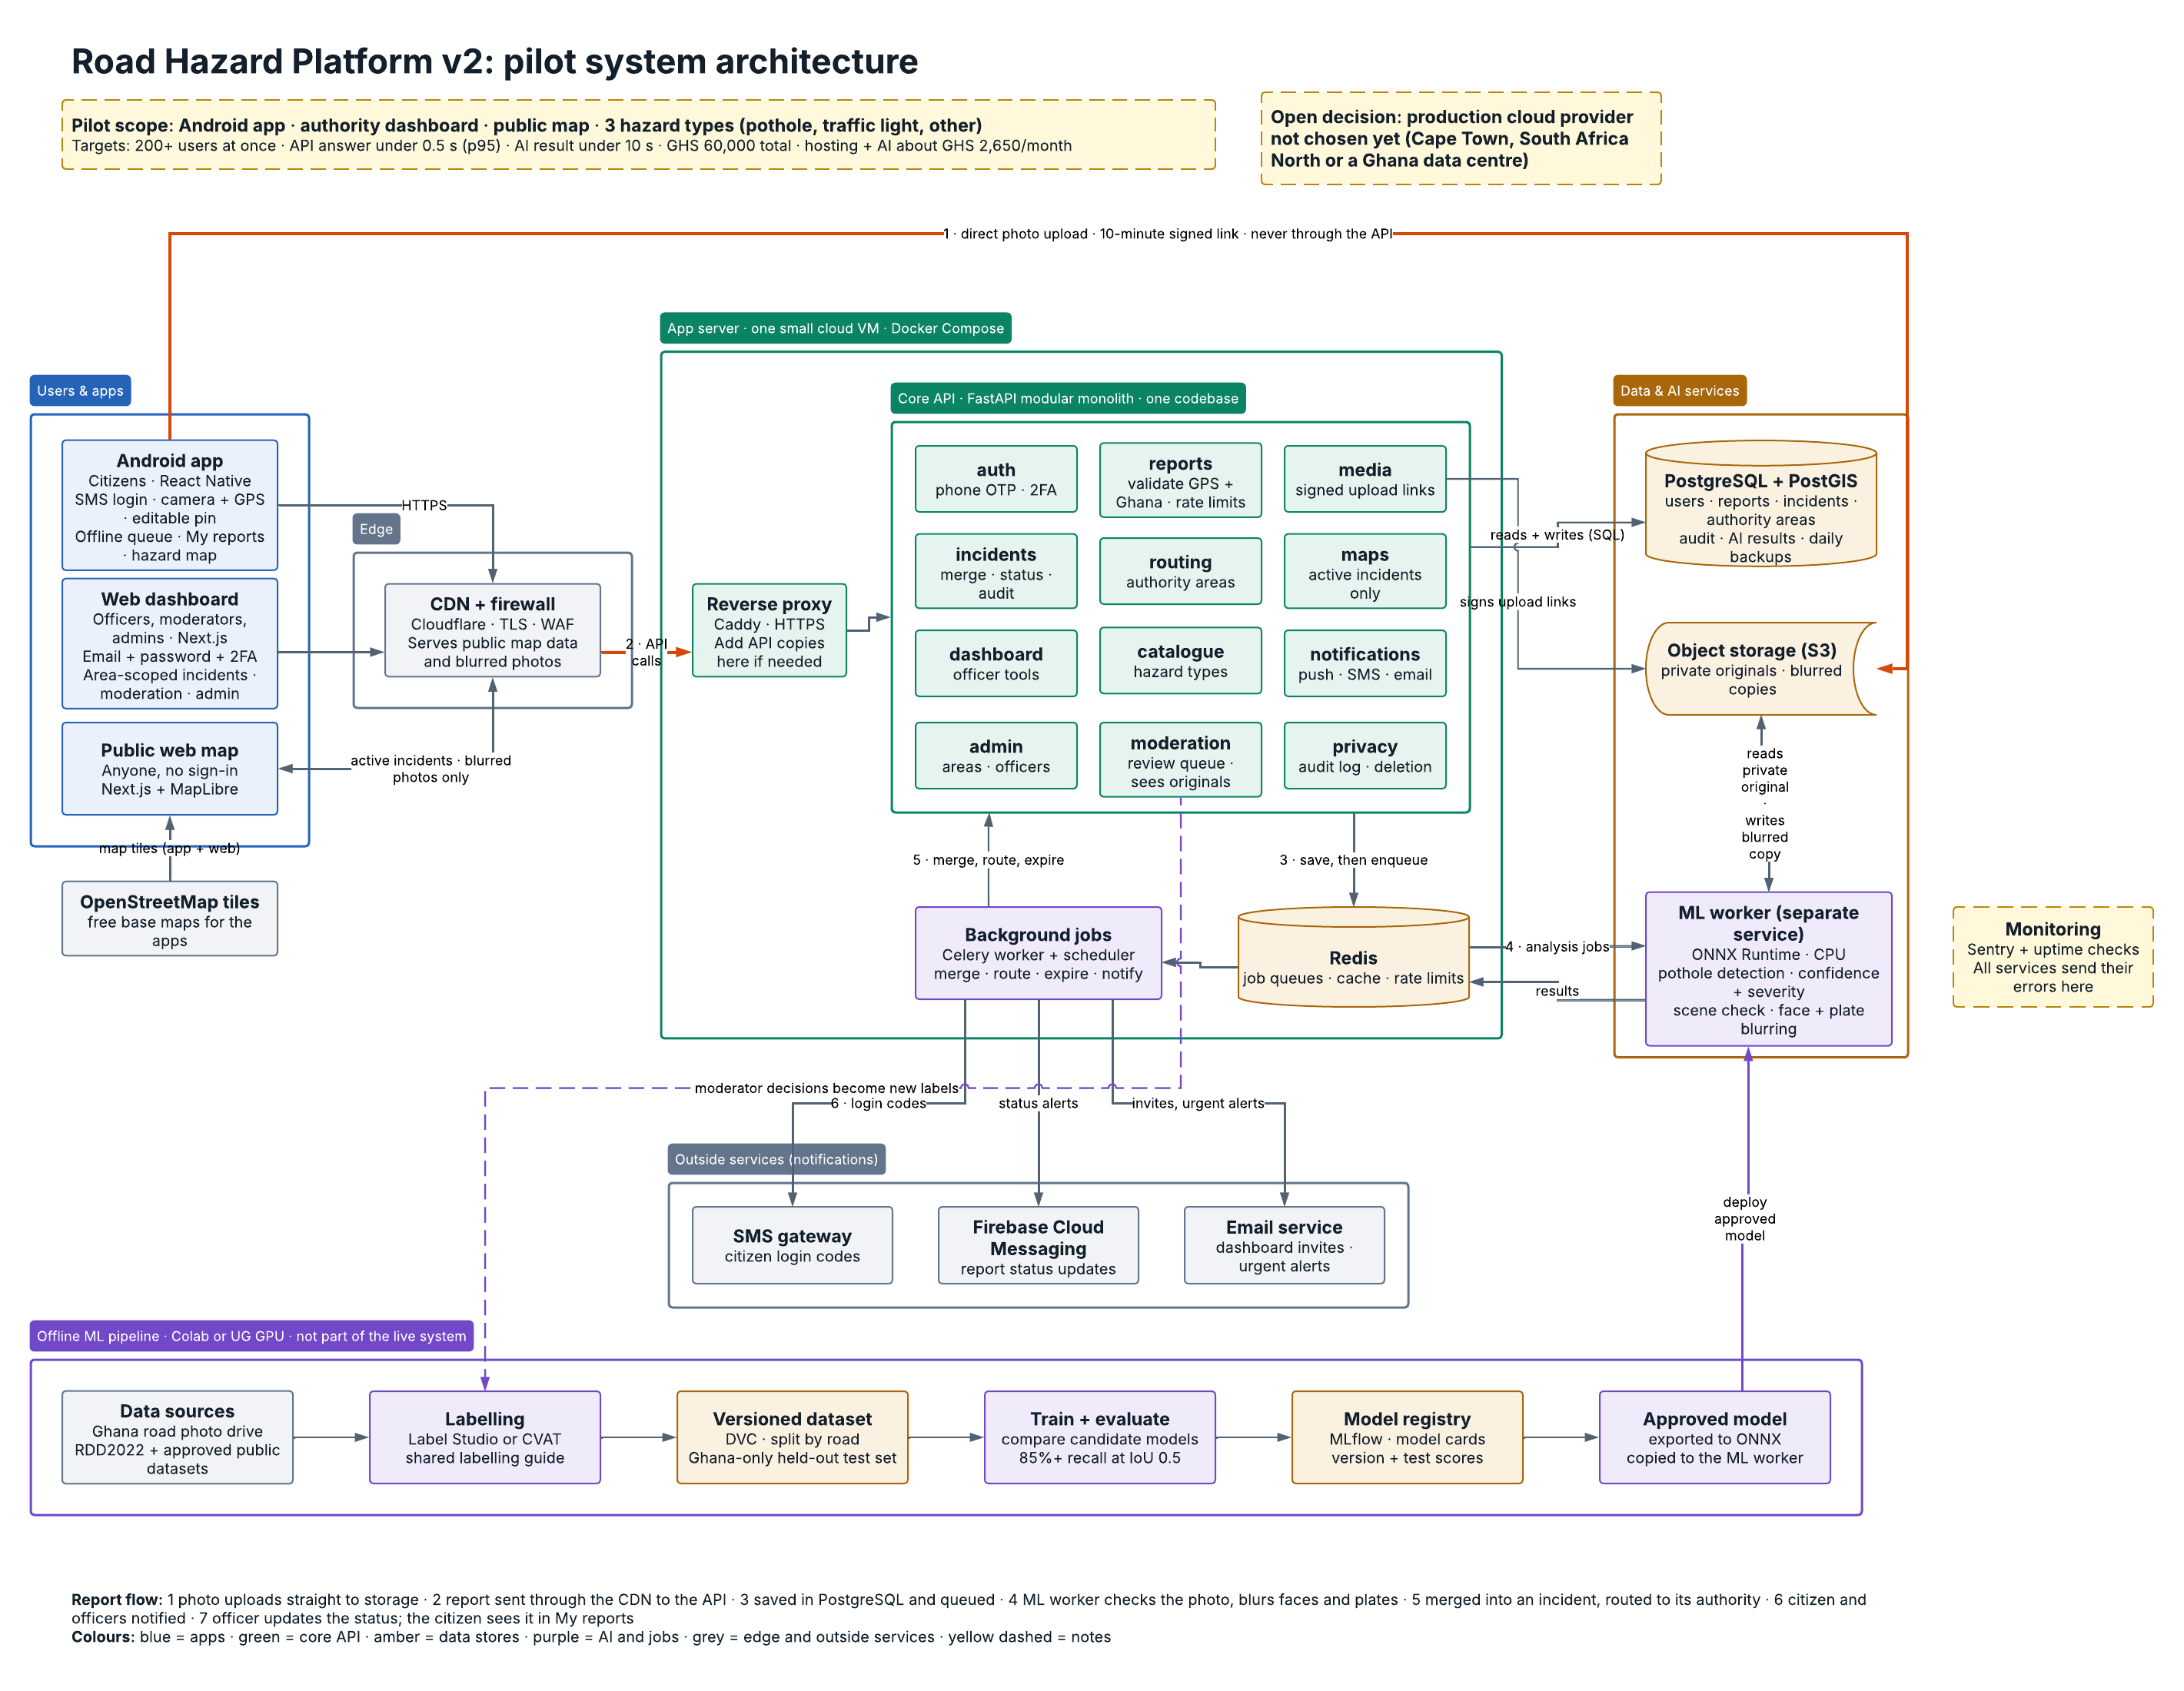 Road Hazard Platform v2: pilot system architecture
Pilot scope: Android app · authority dashboard · public map · 3 hazard types (pothole, traffic light, other)
Targets: 200+ users at once · API answer under 0.5 s (p95) · AI result under 10 s · GHS 60,000 total · hosting + AI about GHS 2,650/month
Open decision: production cloud provider
not chosen yet (Cape Town, South Africa
North or a Ghana data centre)
1 · direct photo upload · 10-minute signed link · never through the API
Users & apps
Android app
Citizens · React Native
SMS login · camera + GPS
· editable pin
Offline queue · My reports
· hazard map
Web dashboard
Officers, moderators,
admins · Next.js
Email + password + 2FA
Area-scoped incidents ·
moderation · admin
Public web map
Anyone, no sign-in
Next.js + MapLibre
map tiles (app + web)
OpenStreetMap tiles
free base maps for the
apps
HTTPS
Edge
CDN + firewall
Cloudflare · TLS · WAF
Serves public map data
and blurred photos
active incidents · blurred
photos only
2 · API
calls
App server · one small cloud VM · Docker Compose
Reverse proxy
Caddy · HTTPS
Add API copies
here if needed
Core API · FastAPI modular monolith · one codebase
auth
phone OTP · 2FA
reports
validate GPS +
Ghana · rate limits
media
signed upload links
incidents
merge · status ·
audit
routing
authority areas
maps
active incidents
only
dashboard
officer tools
catalogue
hazard types
notifications
push · SMS · email
admin
areas · officers
moderation
review queue ·
sees originals
privacy
audit log · deletion
5 · merge, route, expire
3 · save, then enqueue
Background jobs
Celery worker + scheduler
merge · route · expire · notify
Redis
job queues · cache · rate limits
reads + writes (SQL)
signs upload links
4 · analysis jobs
results
Data & AI services
PostgreSQL + PostGIS
users · reports · incidents ·
authority areas
audit · AI results · daily
backups
Object storage (S3)
private originals · blurred
copies
reads
private
original
·
writes
blurred
copy
ML worker (separate
service)
ONNX Runtime · CPU
pothole detection · confidence
+ severity
scene check · face + plate
blurring
Monitoring
Sentry + uptime checks
All services send their
errors here
moderator decisions become new labels
6 · login codes
status alerts
invites, urgent alerts
Outside services (notifications)
SMS gateway
citizen login codes
Firebase Cloud
Messaging
report status updates
Email service
dashboard invites ·
urgent alerts
deploy
approved
model
Offline ML pipeline · Colab or UG GPU · not part of the live system
Data sources
Ghana road photo drive
RDD2022 + approved public
datasets
Labelling
Label Studio or CVAT
shared labelling guide
Versioned dataset
DVC · split by road
Ghana-only held-out test set
Train + evaluate
compare candidate models
85%+ recall at IoU 0.5
Model registry
MLflow · model cards
version + test scores
Approved model
exported to ONNX
copied to the ML worker
Report flow: 1 photo uploads straight to storage · 2 report sent through the CDN to the API · 3 saved in PostgreSQL and queued · 4 ML worker checks the photo, blurs faces and plates · 5 merged into an incident, routed to its authority · 6 citizen and
officers notified · 7 officer updates the status; the citizen sees it in My reports
Colours: blue = apps · green = core API · amber = data stores · purple = AI and jobs · grey = edge and outside services · yellow dashed = notes